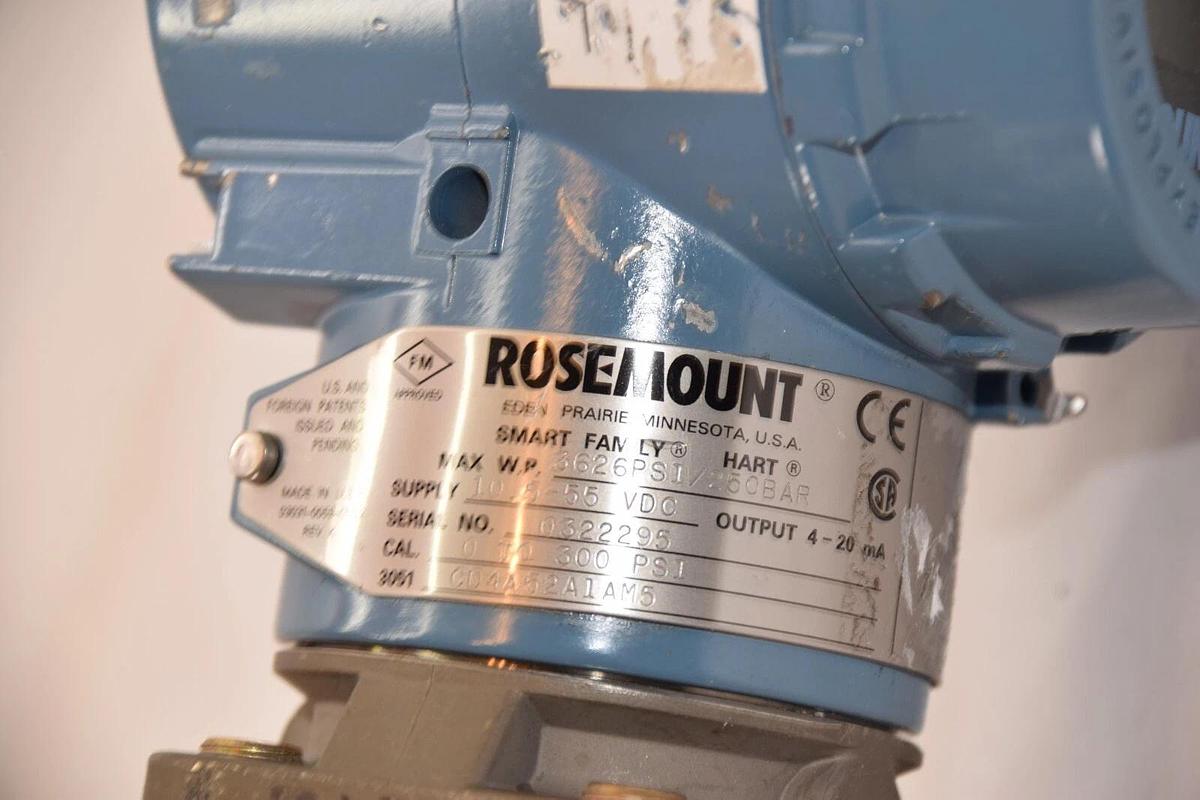 FM
APPROVED
ROSEMOUNT ®
CE
EDEN PRAIRIE, MINNESOTA, U.S.A.
SMART FAMILY ® HART ®
MAX W.P. 3626PSI/250BAR
SUPPLY 10.5-55 VDC
OUTPUT 4-20 mA
SERIAL NO. 0322295
CAL. 0 TO 300 PSI
3051 CD4A52A1AM5
U.S. AND
FOREIGN PATENTS
ISSUED AND
PENDING
MADE IN
REV.